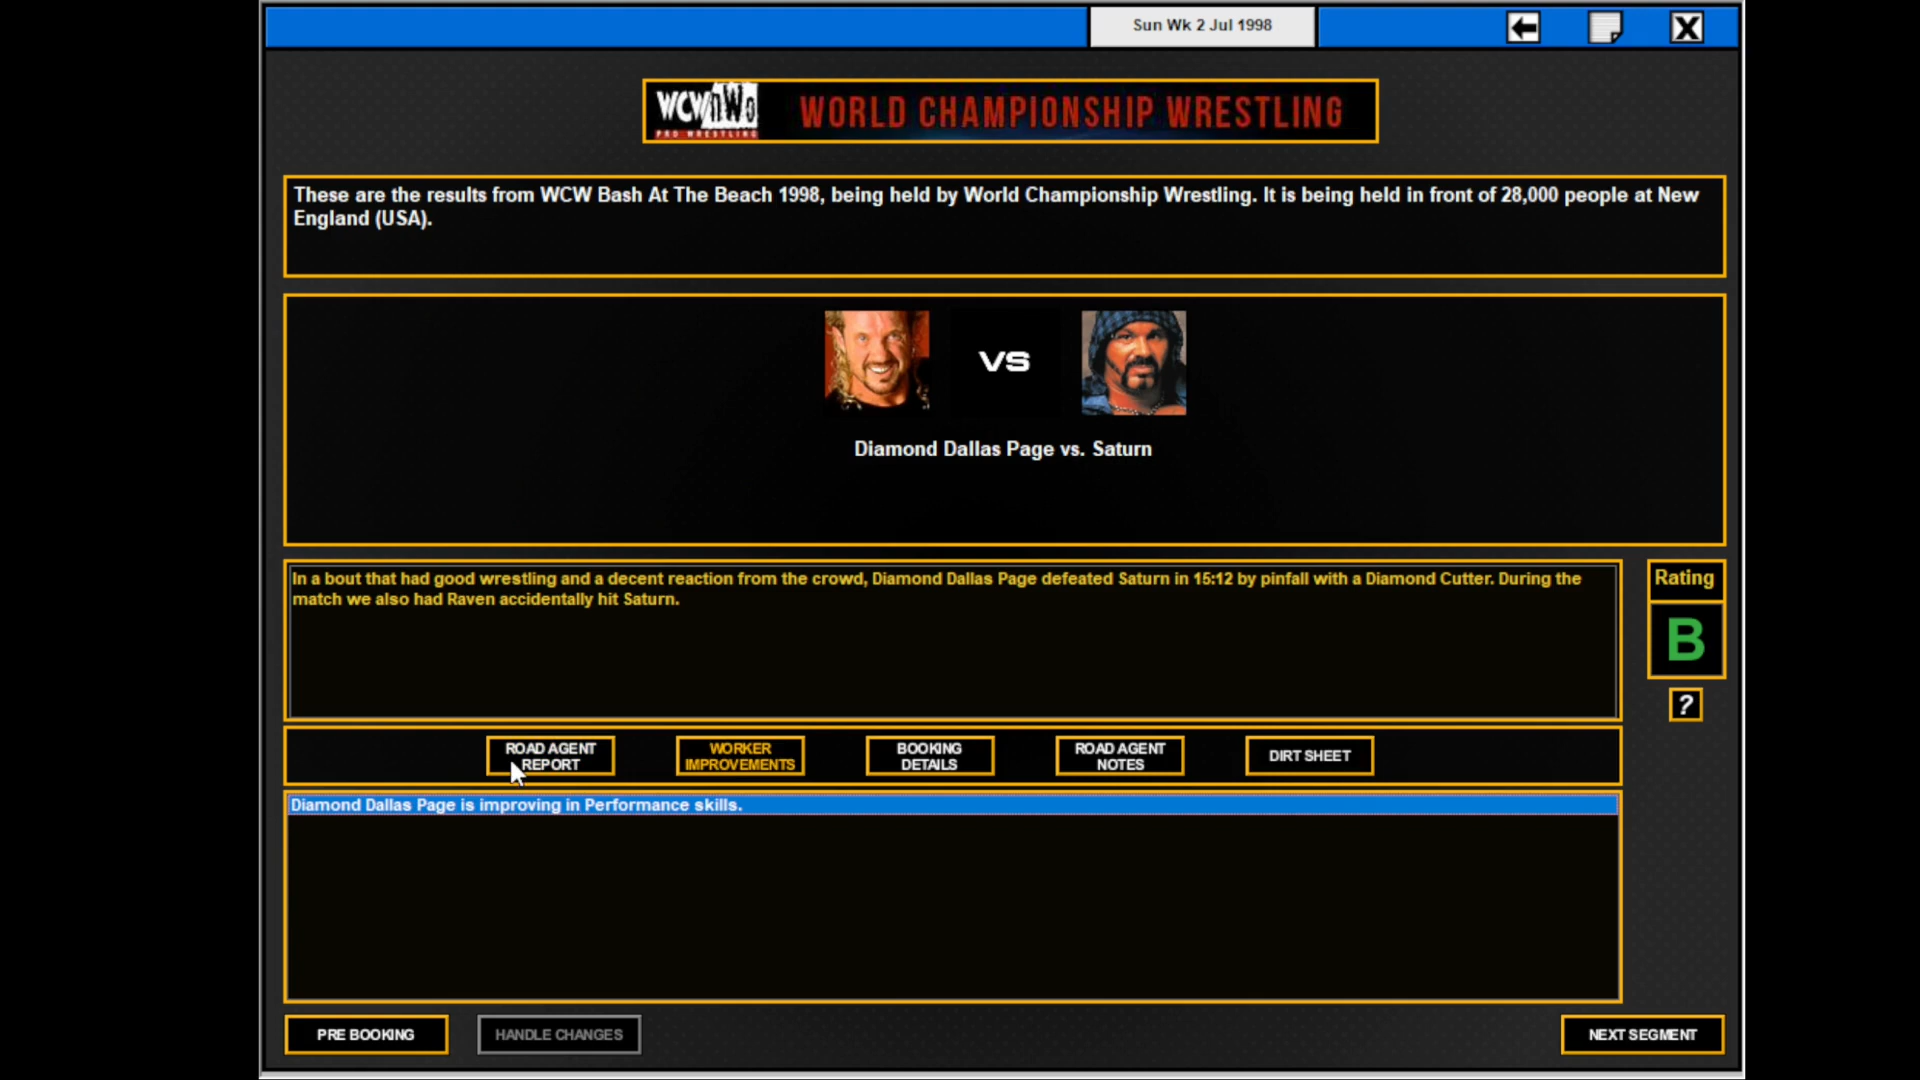 Sun Wk 2 Jul 1998
X
WCW nWo
PRO WRESTLING
WORLD CHAMPIONSHIP WRESTLING
These are the results from WCW Bash At The Beach 1998, being held by World Championship Wrestling. It is being held in front of 28,000 people at New
England (USA).
VS
Diamond Dallas Page vs. Saturn
In a bout that had good wrestling and a decent reaction from the crowd, Diamond Dallas Page defeated Saturn in 15:12 by pinfall with a Diamond Cutter. During the
match we also had Raven accidentally hit Saturn.
Rating
B
?
ROAD AGENT
REPORT
WORKER
IMPROVEMENTS
BOOKING
DETAILS
ROAD AGENT
NOTES
DIRT SHEET
Diamond Dallas Page is improving in Performance skills.
PRE BOOKING
HANDLE CHANGES
NEXT SEGMENT